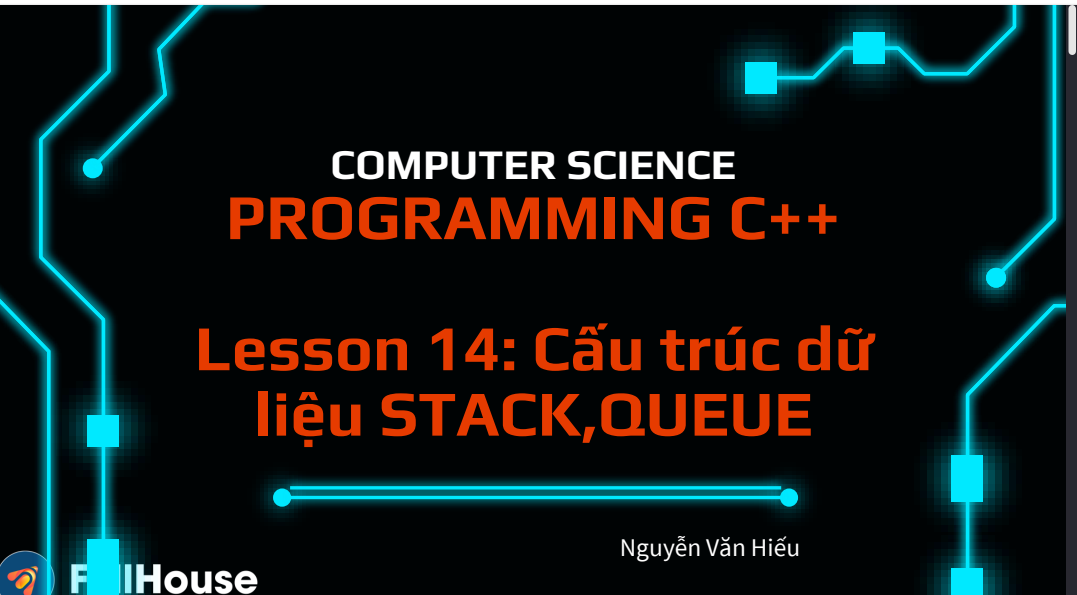 COMPUTER SCIENCE
PROGRAMMING C++
Lesson 14: Cấu trúc dữ
liệu STACK,QUEUE
Nguyễn Văn Hiếu